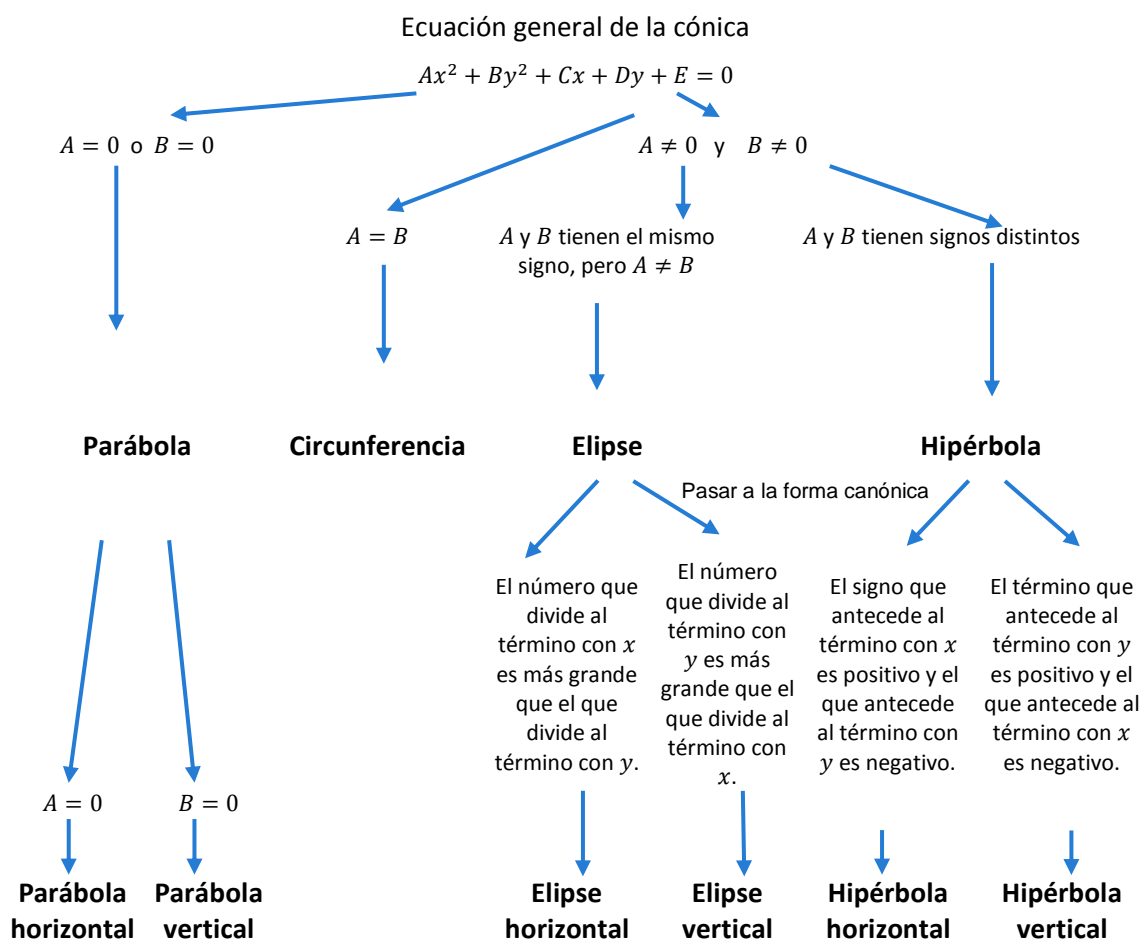 Ecuación general de la cónica
Ax² + By² + Cx + Dy + E = 0
A = 0 o B = 0
A ≠ 0 y B ≠ 0
A = B
A y B tienen el mismo
signo, pero A ≠ B
A y B tienen signos distintos
Parábola
Circunferencia
Elipse
Hipérbola
Pasar a la forma canónica
El número que
divide al
término con x
es más grande
que el que
divide al
término con y.
El número
que divide al
término con
y es más
grande que el
que divide al
término con
x.
El signo que
antecede al
término con x
es positivo y el
que antecede
al término con
y es negativo.
El término que
antecede al
término con y
es positivo y el
que antecede al
término con x
es negativo.
A = 0
B = 0
Parábola
horizontal
Parábola
vertical
Elipse
horizontal
Elipse
vertical
Hipérbola
horizontal
Hipérbola
vertical